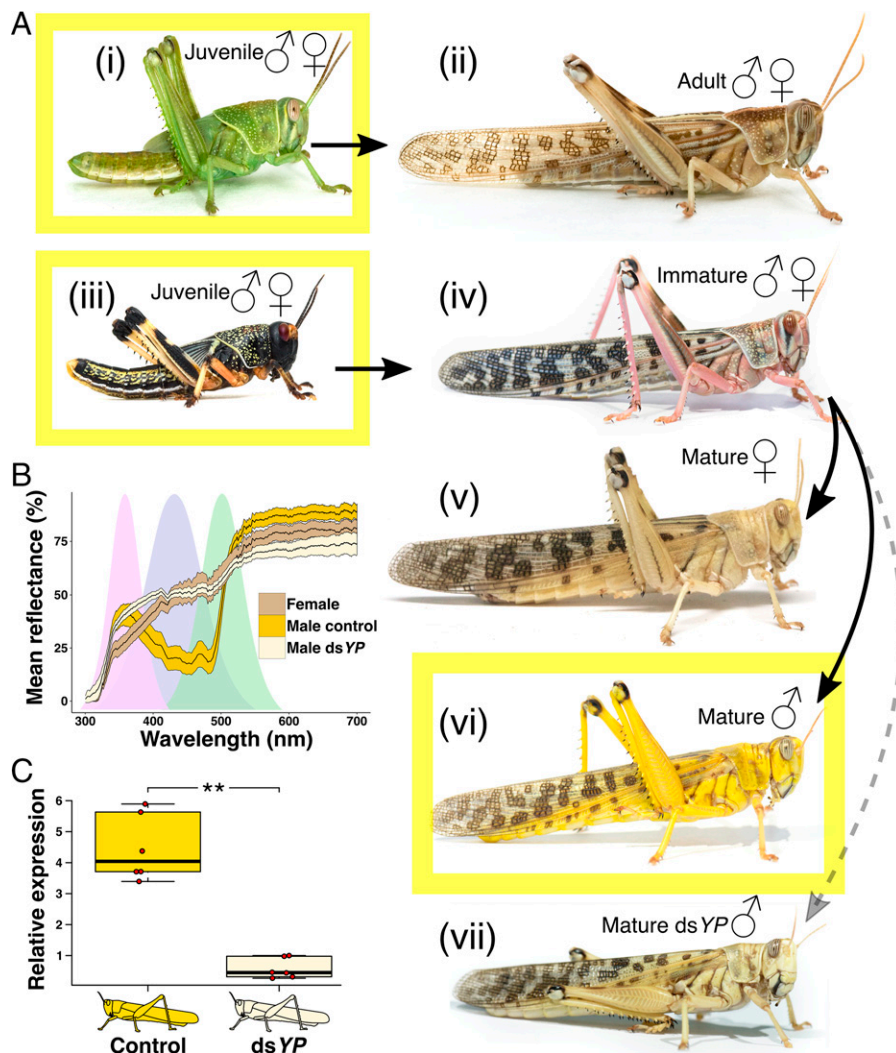 A
(i)
Juvenile ♂ ♀
(ii)
Adult ♂ ♀
(iii)
Juvenile ♂ ♀
(iv)
Immature ♂ ♀
B
Mean reflectance (%)
75
50
25
0
300 400 500 600 700
Wavelength (nm)
Female
Male control
Male dsYP
(v)
Mature ♀
(vi)
Mature ♂
(vii)
Mature dsYP ♂
C
Relative expression
6
5
4
3
2
1
**
Control
dsYP